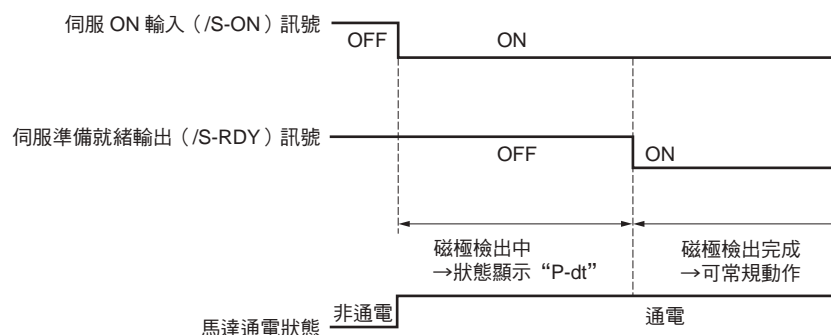 伺服 ON 輸入（/S-ON）訊號
OFF
ON
伺服準備就緒輸出（/S-RDY）訊號
OFF
ON
磁極檢出中
→狀態顯示“P-dt”
磁極檢出完成
→可常規動作
馬達通電狀態
非通電
通電